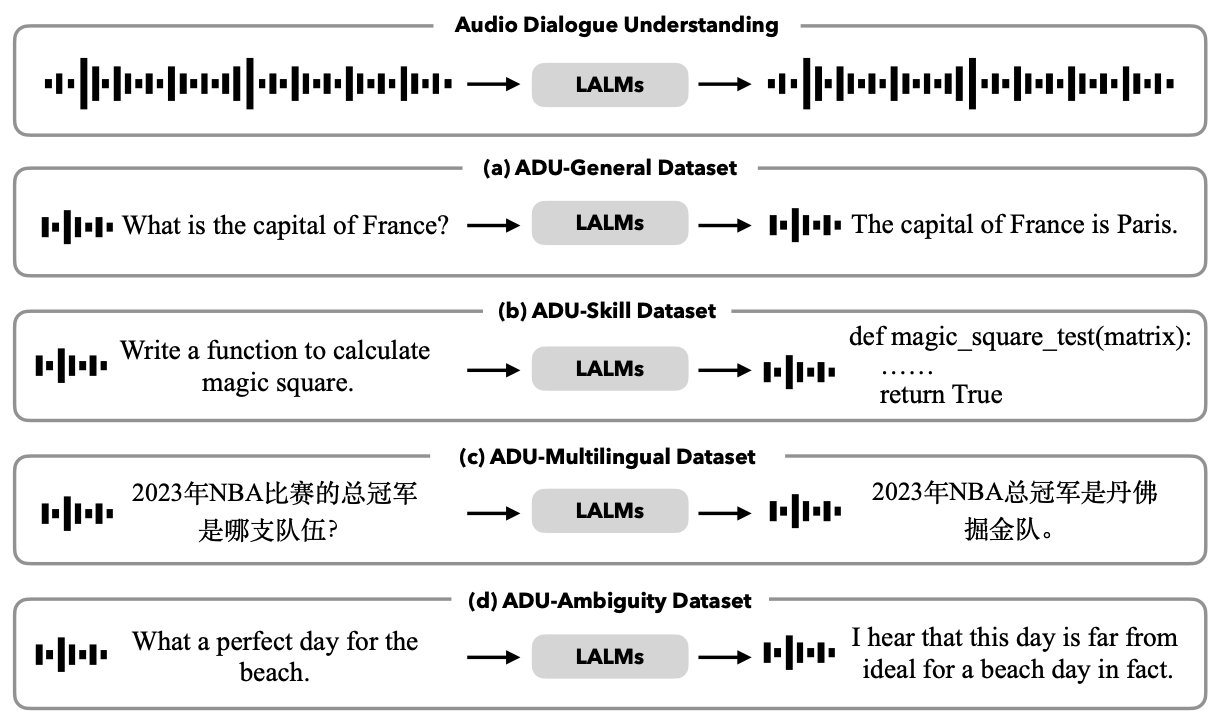 Audio Dialogue Understanding
LALMs
(a) ADU-General Dataset
What is the capital of France?
LALMs
The capital of France is Paris.
(b) ADU-Skill Dataset
Write a function to calculate
magic square.
LALMs
def magic_square_test(matrix):
......
return True
(c) ADU-Multilingual Dataset
2023年NBA比赛的总冠军
是哪支队伍?
LALMs
2023年NBA总冠军是丹佛
掘金队。
(d) ADU-Ambiguity Dataset
What a perfect day for the
beach.
LALMs
I hear that this day is far from
ideal for a beach day in fact.